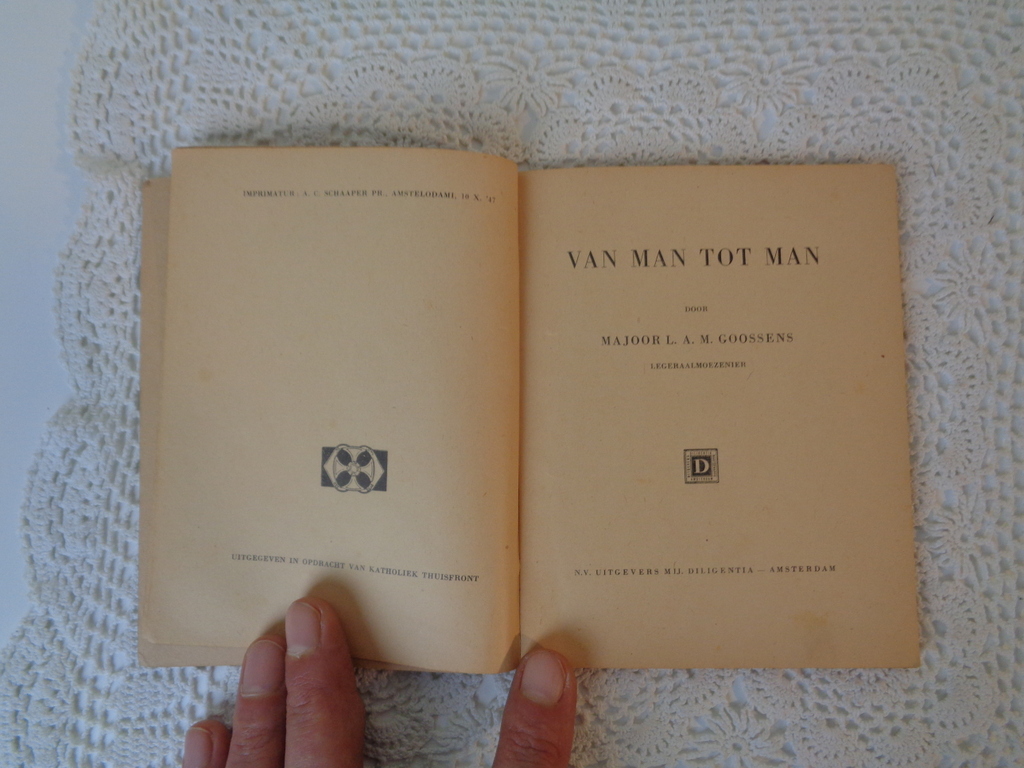 IMPRIMATUR: A. C. SCHAAPER PR., AMSTELODAMI, 10 X. '47
UITGEGEVEN IN OPDRACHT VAN KATHOLIEK THUISFRONT
VAN MAN TOT MAN
DOOR
MAJOOR L. A. M. GOOSSENS
LEGERAALMOEZENIER
D
N.V. UITGEVERS MIJ. DILIGENTIA — AMSTERDAM